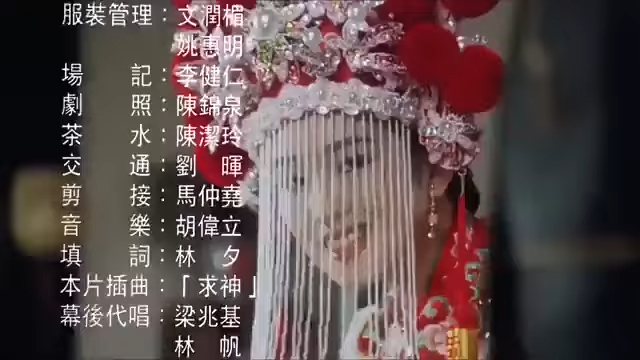 服裝管理：文潤楣
姚惠明
場　記：李健仁
劇　照：陳錦泉
茶　水：陳潔玲
交　通：劉　暉
剪　接：馬仲堯
音　樂：胡偉立
填　詞：林　夕
本片插曲：「求神」
幕後代唱：梁兆基
林　帆